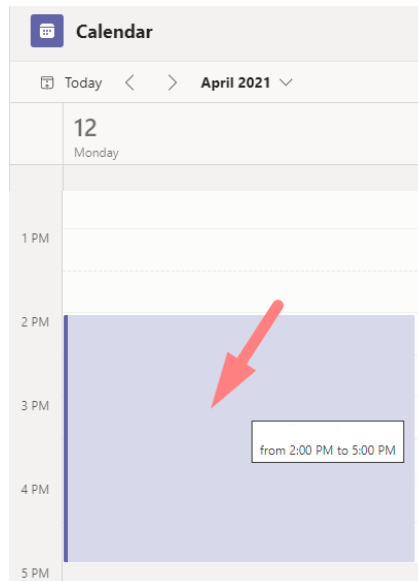 Calendar
Today April 2021
12
Monday
1 PM
2 PM
3 PM
from 2:00 PM to 5:00 PM
4 PM
5 PM